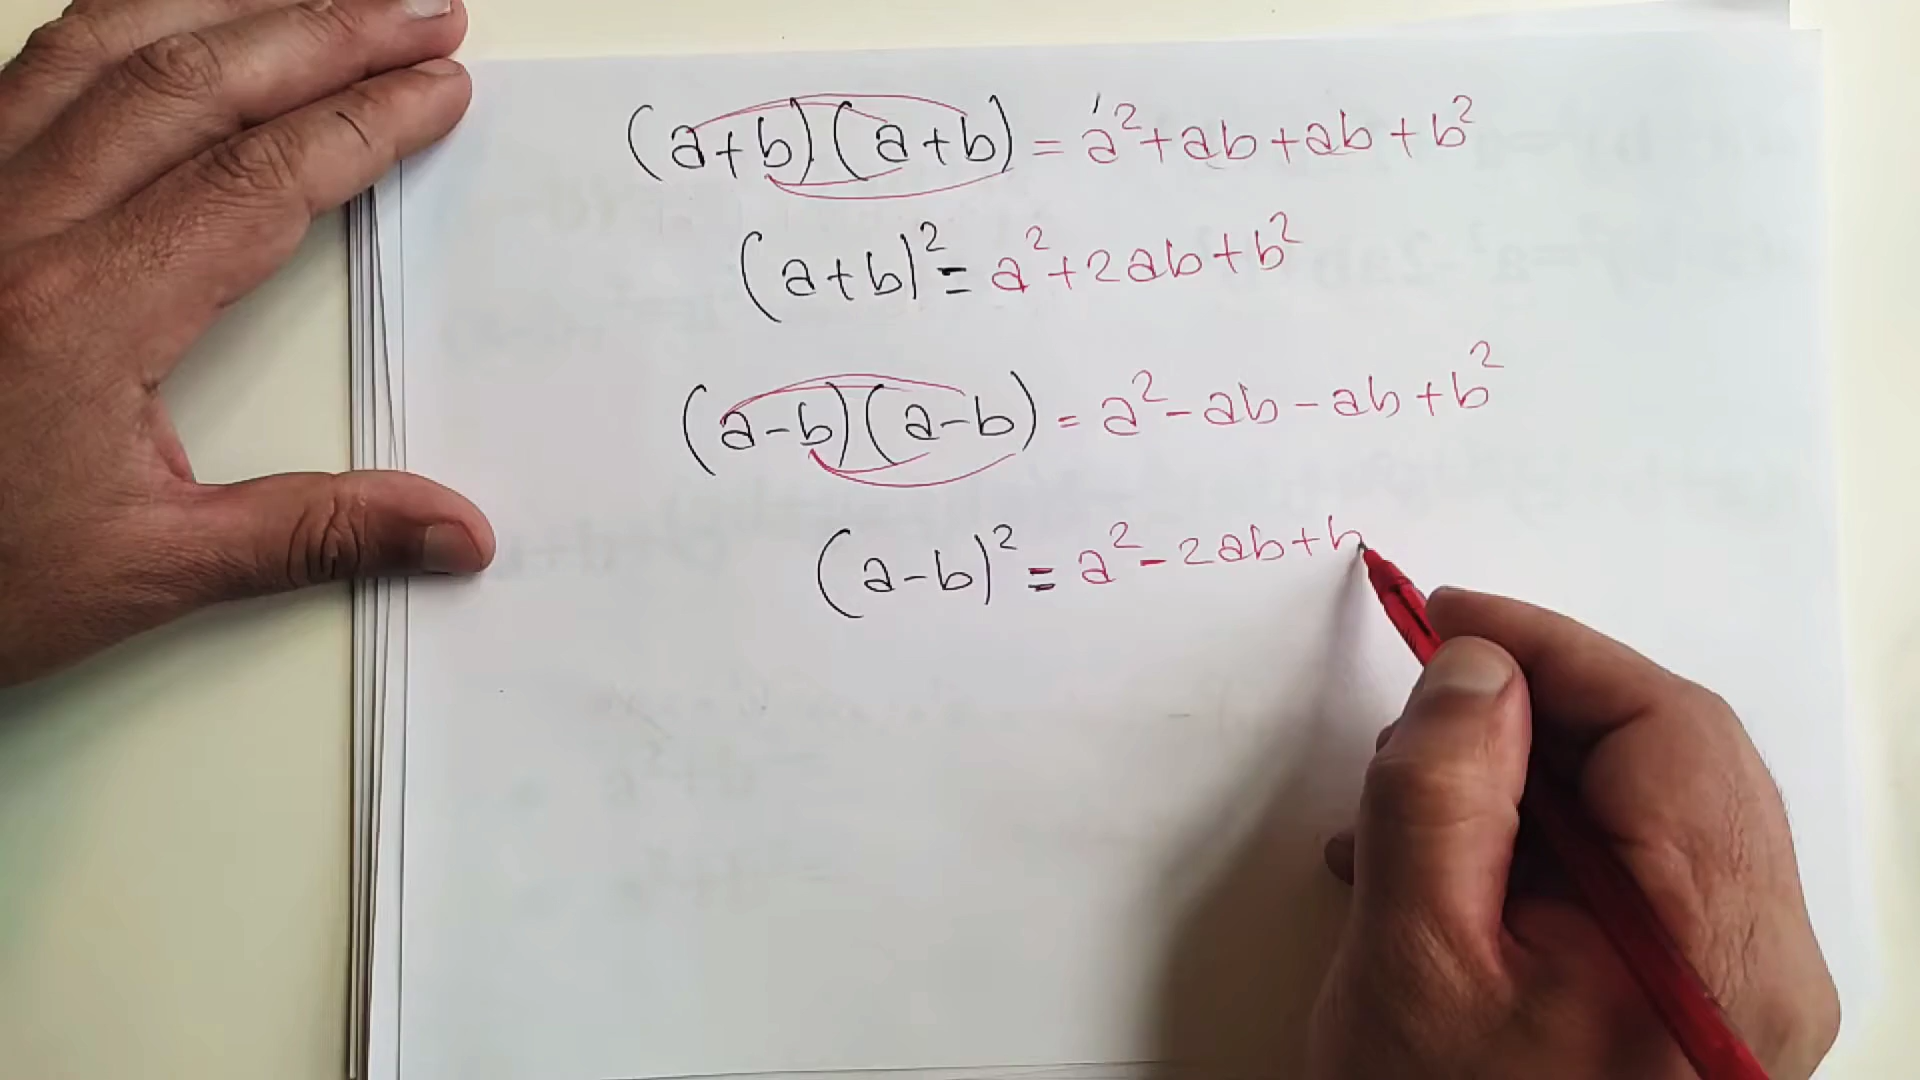 (a+b)(a+b) = a²+ab+ab+b²
(a+b)² = a²+2ab+b²
(a-b)(a-b) = a²-ab-ab+b²
(a-b)² = a²-2ab+b